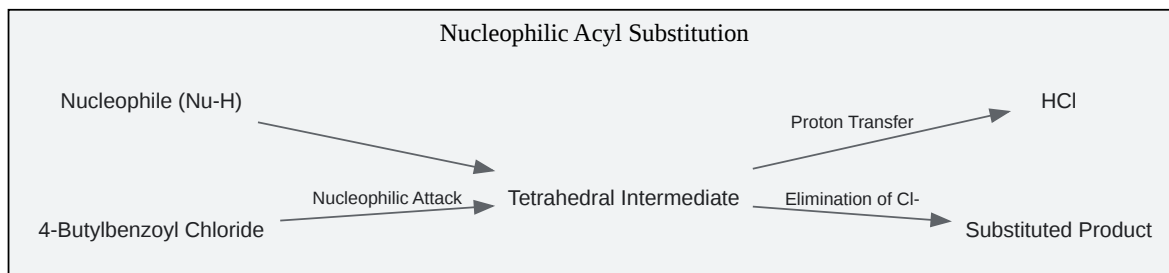 Nucleophilic Acyl Substitution
Nucleophile (Nu-H)
HCl
Proton Transfer
Nucleophilic Attack
Tetrahedral Intermediate
Elimination of Cl-
4-Butylbenzoyl Chloride
Substituted Product